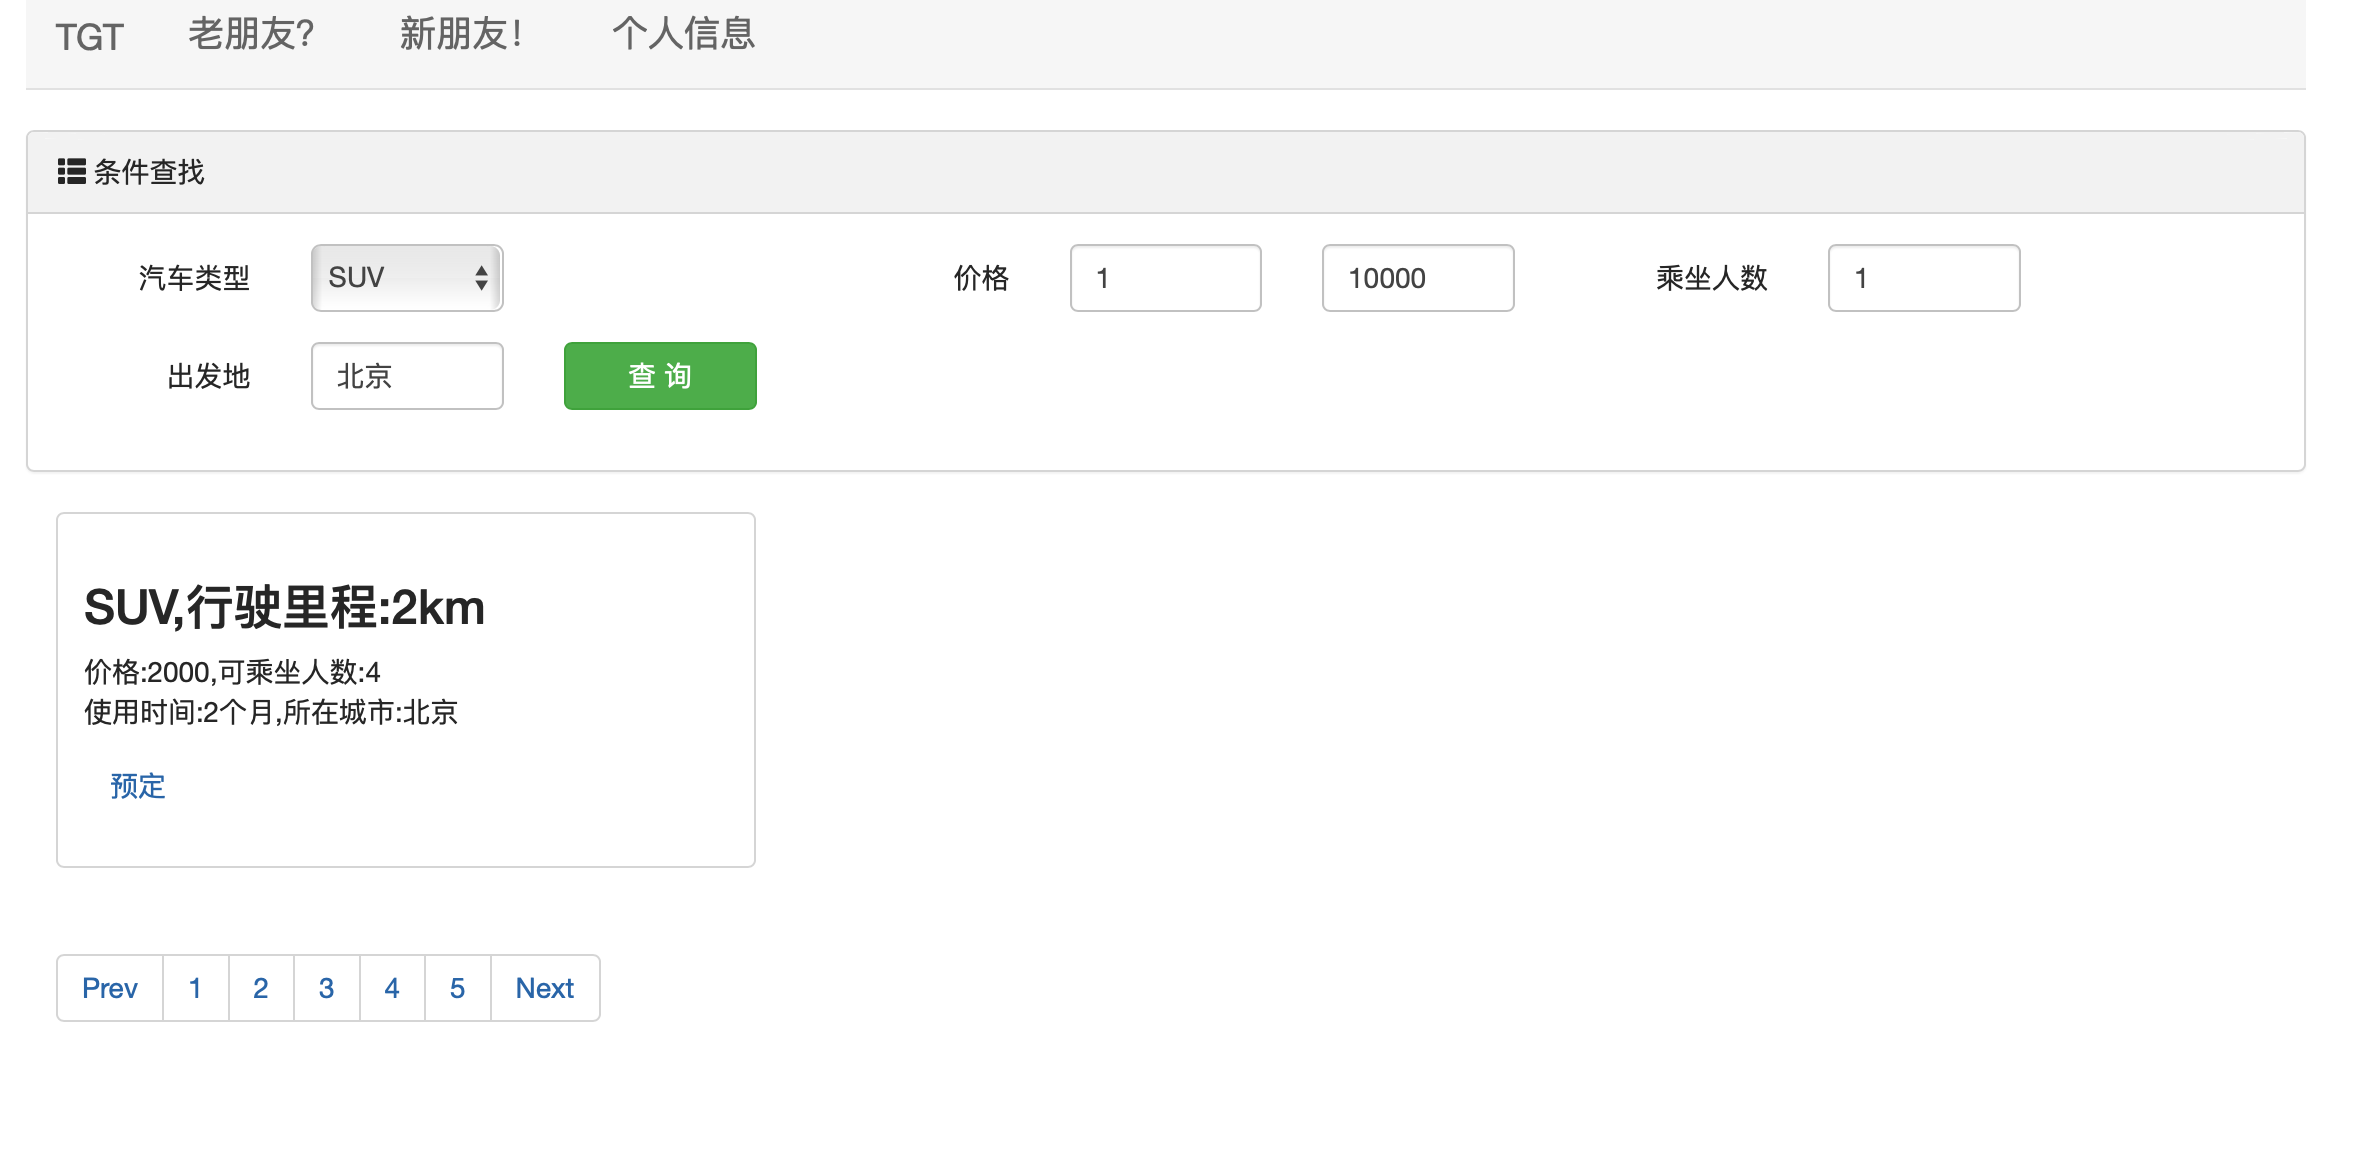 TGT 老朋友? 新朋友! 个人信息
条件查找
汽车类型 SUV 价格 1 10000 乘坐人数 1
出发地 北京 查 询
SUV,行驶里程:2km
价格:2000,可乘坐人数:4
使用时间:2个月,所在城市:北京
预定
Prev 1 2 3 4 5 Next